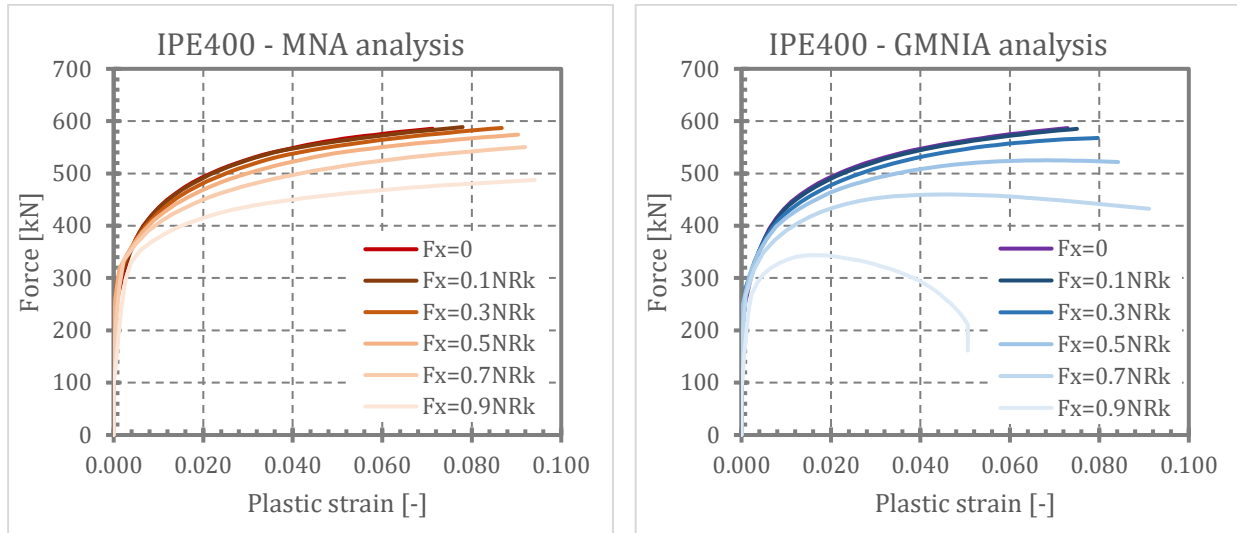 IPE400 - MNA analysis
700
600
500
400
300
200
100
0
Force [kN]
Fx=0
Fx=0.1NRk
Fx=0.3NRk
Fx=0.5NRk
Fx=0.7NRk
Fx=0.9NRk
0.000 0.020 0.040 0.060 0.080 0.100
Plastic strain [-]
IPE400 - GMNIA analysis
700
600
500
400
300
200
100
0
Force [kN]
Fx=0
Fx=0.1NRk
Fx=0.3NRk
Fx=0.5NRk
Fx=0.7NRk
Fx=0.9NRk
0.000 0.020 0.040 0.060 0.080 0.100
Plastic strain [-]